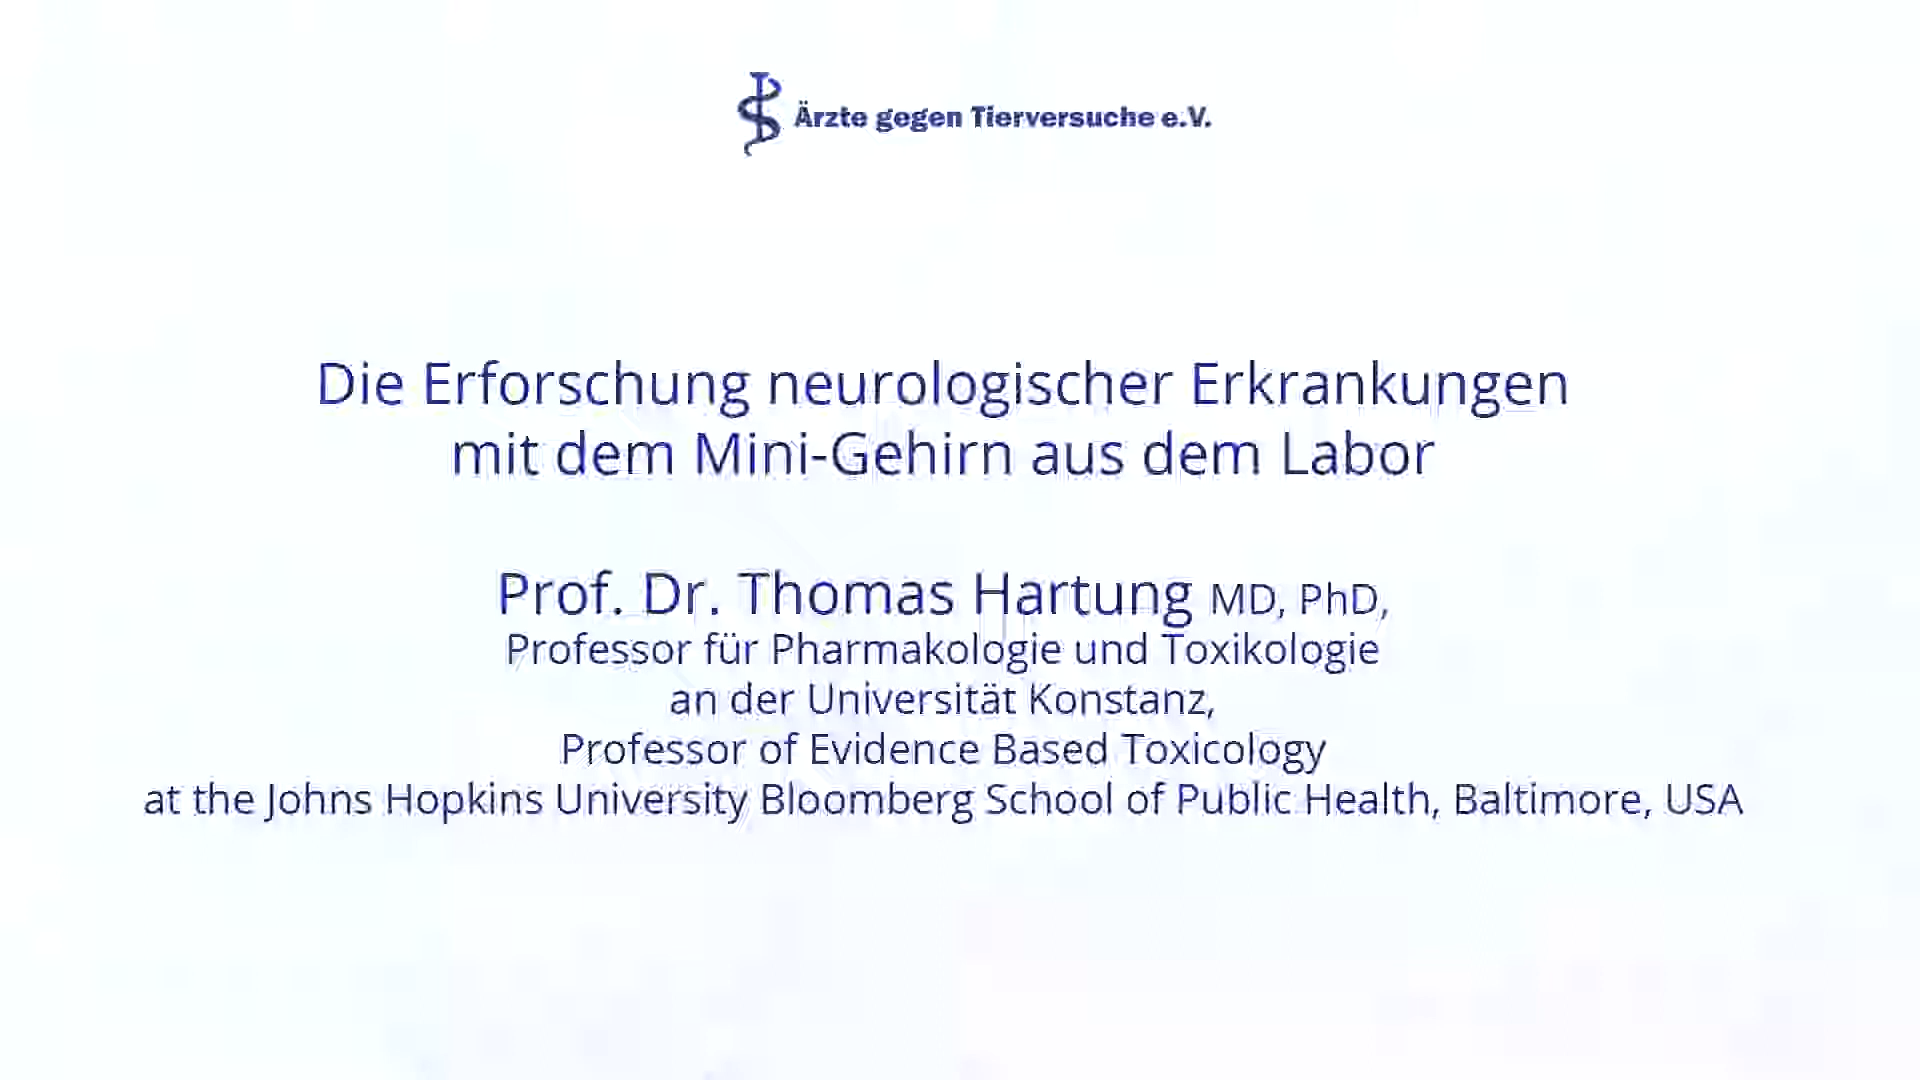 Ärzte gegen Tierversuche e.V.
Die Erforschung neurologischer Erkrankungen
mit dem Mini-Gehirn aus dem Labor
Prof. Dr. Thomas Hartung MD, PhD,
Professor für Pharmakologie und Toxikologie
an der Universität Konstanz,
Professor of Evidence Based Toxicology
at the Johns Hopkins University Bloomberg School of Public Health, Baltimore, USA